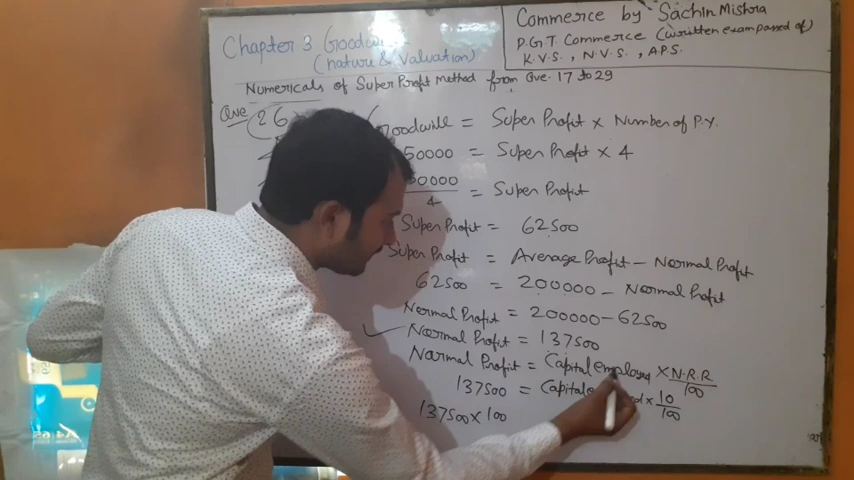 Commerce by Sachin Mishra
P.G.T. Commerce (written exam passed of)
K.V.S., N.V.S., A.P.S.
Chapter 3 Goodwill
(Nature & Valuation)
Numericals of Super Profit Method from Que. 17 to 29
Que 26
Goodwill = Super Profit × Number of P.Y.
50000 = Super Profit × 4
0000 / 4 = Super Profit
Super Profit = 62500
Super Profit = Average Profit – Normal Profit
62500 = 200000 – Normal Profit
Normal Profit = 200000 – 62500
Normal Profit = 137500
Normal Profit = Capital employed × N.R.R / 100
137500 = Capital × 10 / 100
137500 × 100